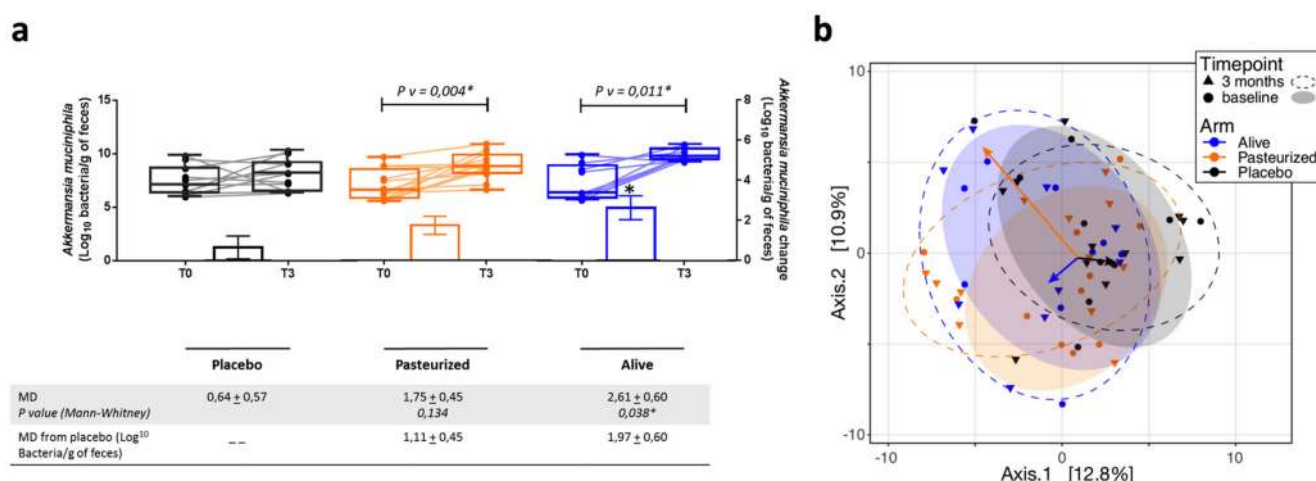 a
Akkermansia muciniphila
(Log10 bacteria/g of feces)
15
10
5
0
P v = 0,004*
P v = 0,011*
*
8
6
4
2
0
Akkermansia muciniphila change
(Log10 bacteria/g of feces)
T0 T3 T0 T3 T0 T3
Placebo Pasteurized Alive
MD 0,64 ± 0,57 1,75 ± 0,45 2,61 ± 0,60
P value (Mann-Whitney) 0,134 0,038*
MD from placebo (Log10 _ _ 1,11 ± 0,45 1,97 ± 0,60
Bacteria/g of feces)
b
Timepoint
3 months
baseline
Arm
Alive
Pasteurized
Placebo
Axis.2 [10.9%]
10
5
0
-5
-10
-10 -5 0 5 10
Axis.1 [12.8%]